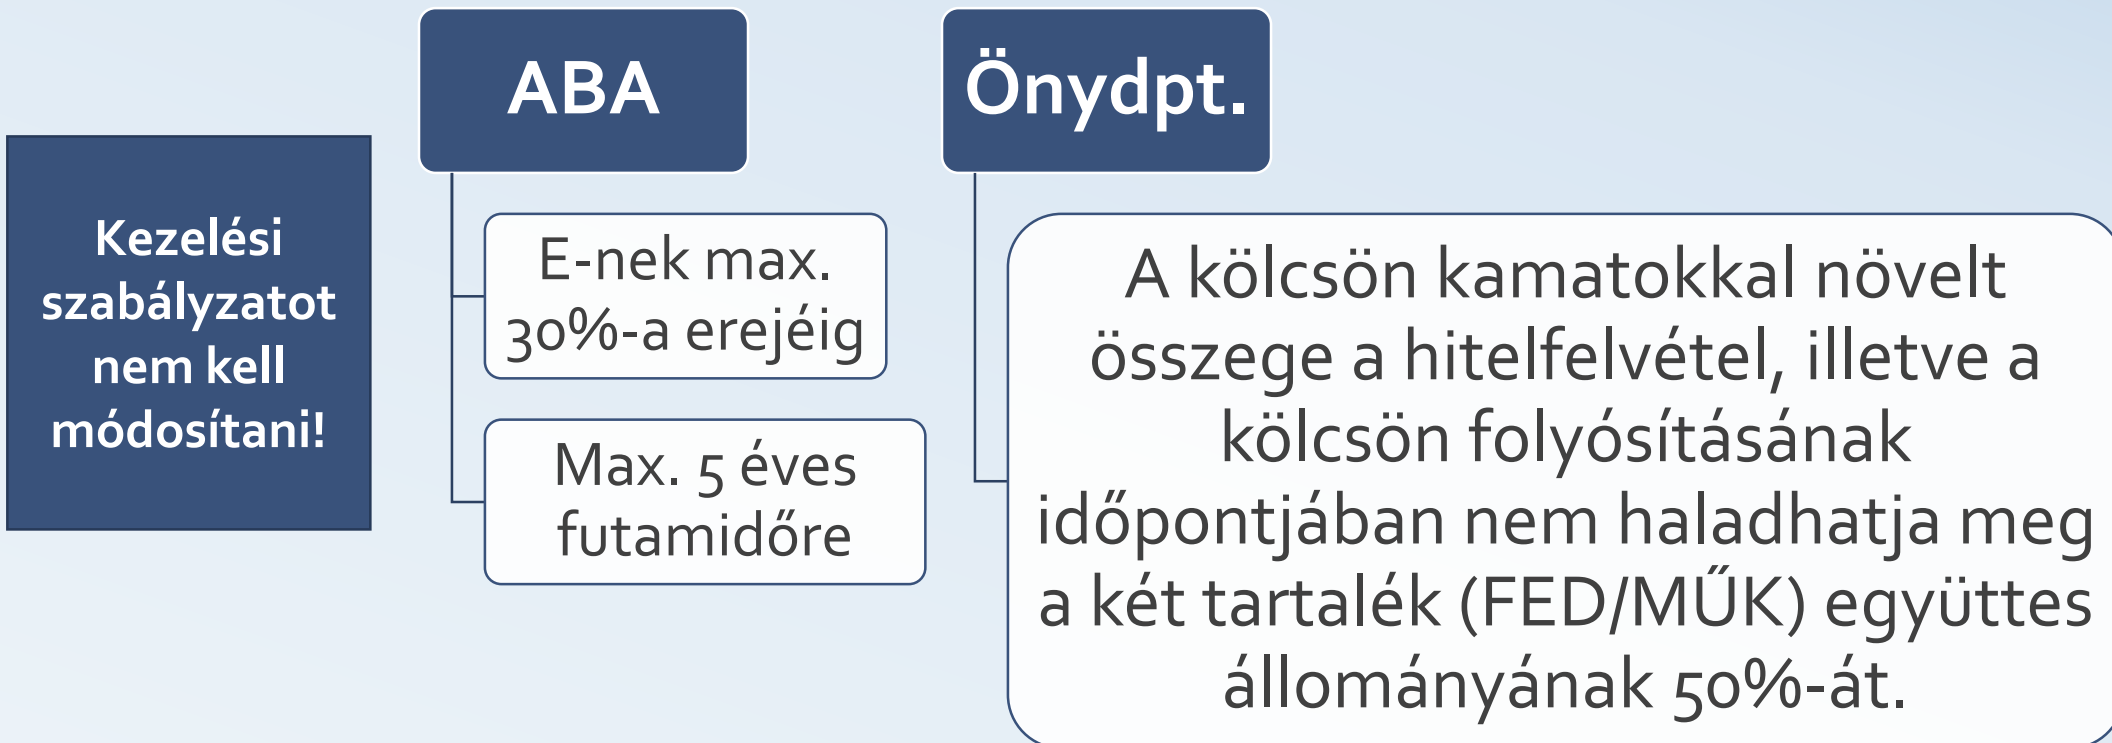 Kezelési
szabályzatot
nem kell
módosítani!
ABA
E-nek max.
30%-a erejéig
Max. 5 éves
futamidőre
Önydpt.
A kölcsön kamatokkal növelt
összege a hitelfelvétel, illetve a
kölcsön folyósításának
időpontjában nem haladhatja meg
a két tartalék (FED/MŰK) együttes
állományának 50%-át.